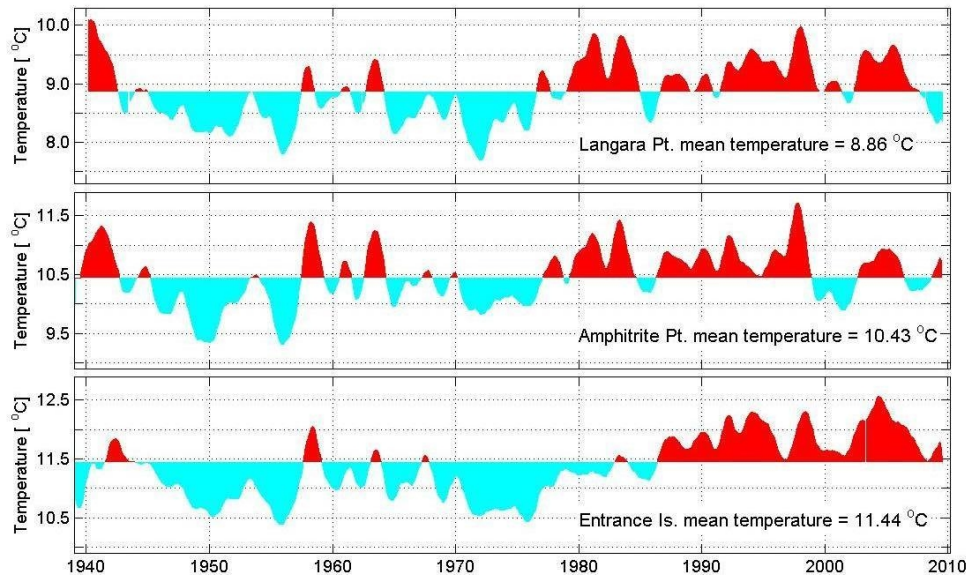 Temperature [ °C]
10.0
9.0
8.0
Langara Pt. mean temperature = 8.86 °C
Temperature [ °C]
11.5
10.5
9.5
Amphitrite Pt. mean temperature = 10.43 °C
Temperature [ °C]
12.5
11.5
10.5
Entrance Is. mean temperature = 11.44 °C
1940 1950 1960 1970 1980 1990 2000 2010